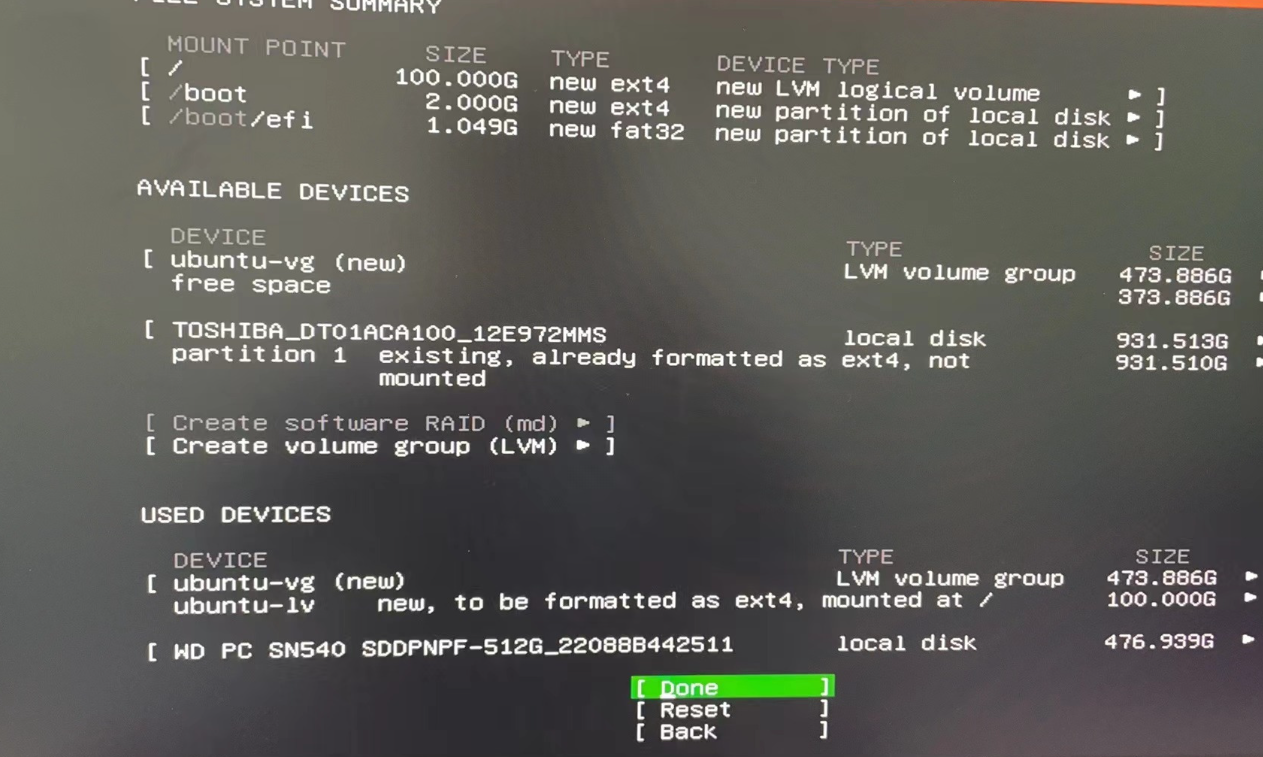 FILE SYSTEM SUMMARY
MOUNT POINT SIZE TYPE DEVICE TYPE
[ / 100.000G new ext4 new LVM logical volume ► ]
[ /boot 2.000G new ext4 new partition of local disk ► ]
[ /boot/efi 1.049G new fat32 new partition of local disk ► ]
AVAILABLE DEVICES
DEVICE TYPE SIZE
[ ubuntu-vg (new) LVM volume group 473.886G
free space 373.886G
[ TOSHIBA_DT01ACA100_12E972MMS local disk 931.513G ►
partition 1 existing, already formatted as ext4, not 931.510G ►
mounted
[ Create software RAID (md) ► ]
[ Create volume group (LVM) ► ]
USED DEVICES
DEVICE TYPE SIZE
[ ubuntu-vg (new) LVM volume group 473.886G ►
ubuntu-lv new, to be formatted as ext4, mounted at / 100.000G ►
[ WD PC SN540 SDDPNPF-512G_22088B442511 local disk 476.939G ►
[ Done ]
[ Reset ]
[ Back ]